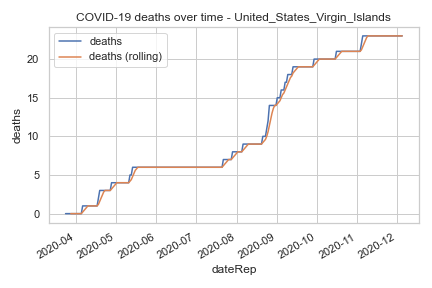 COVID-19 deaths over time - United_States_Virgin_Islands
deaths
deaths (rolling)
20
15
10
5
0
deaths
2020-04
2020-05
2020-06
2020-07
2020-08
2020-09
2020-10
2020-11
2020-12
dateRep